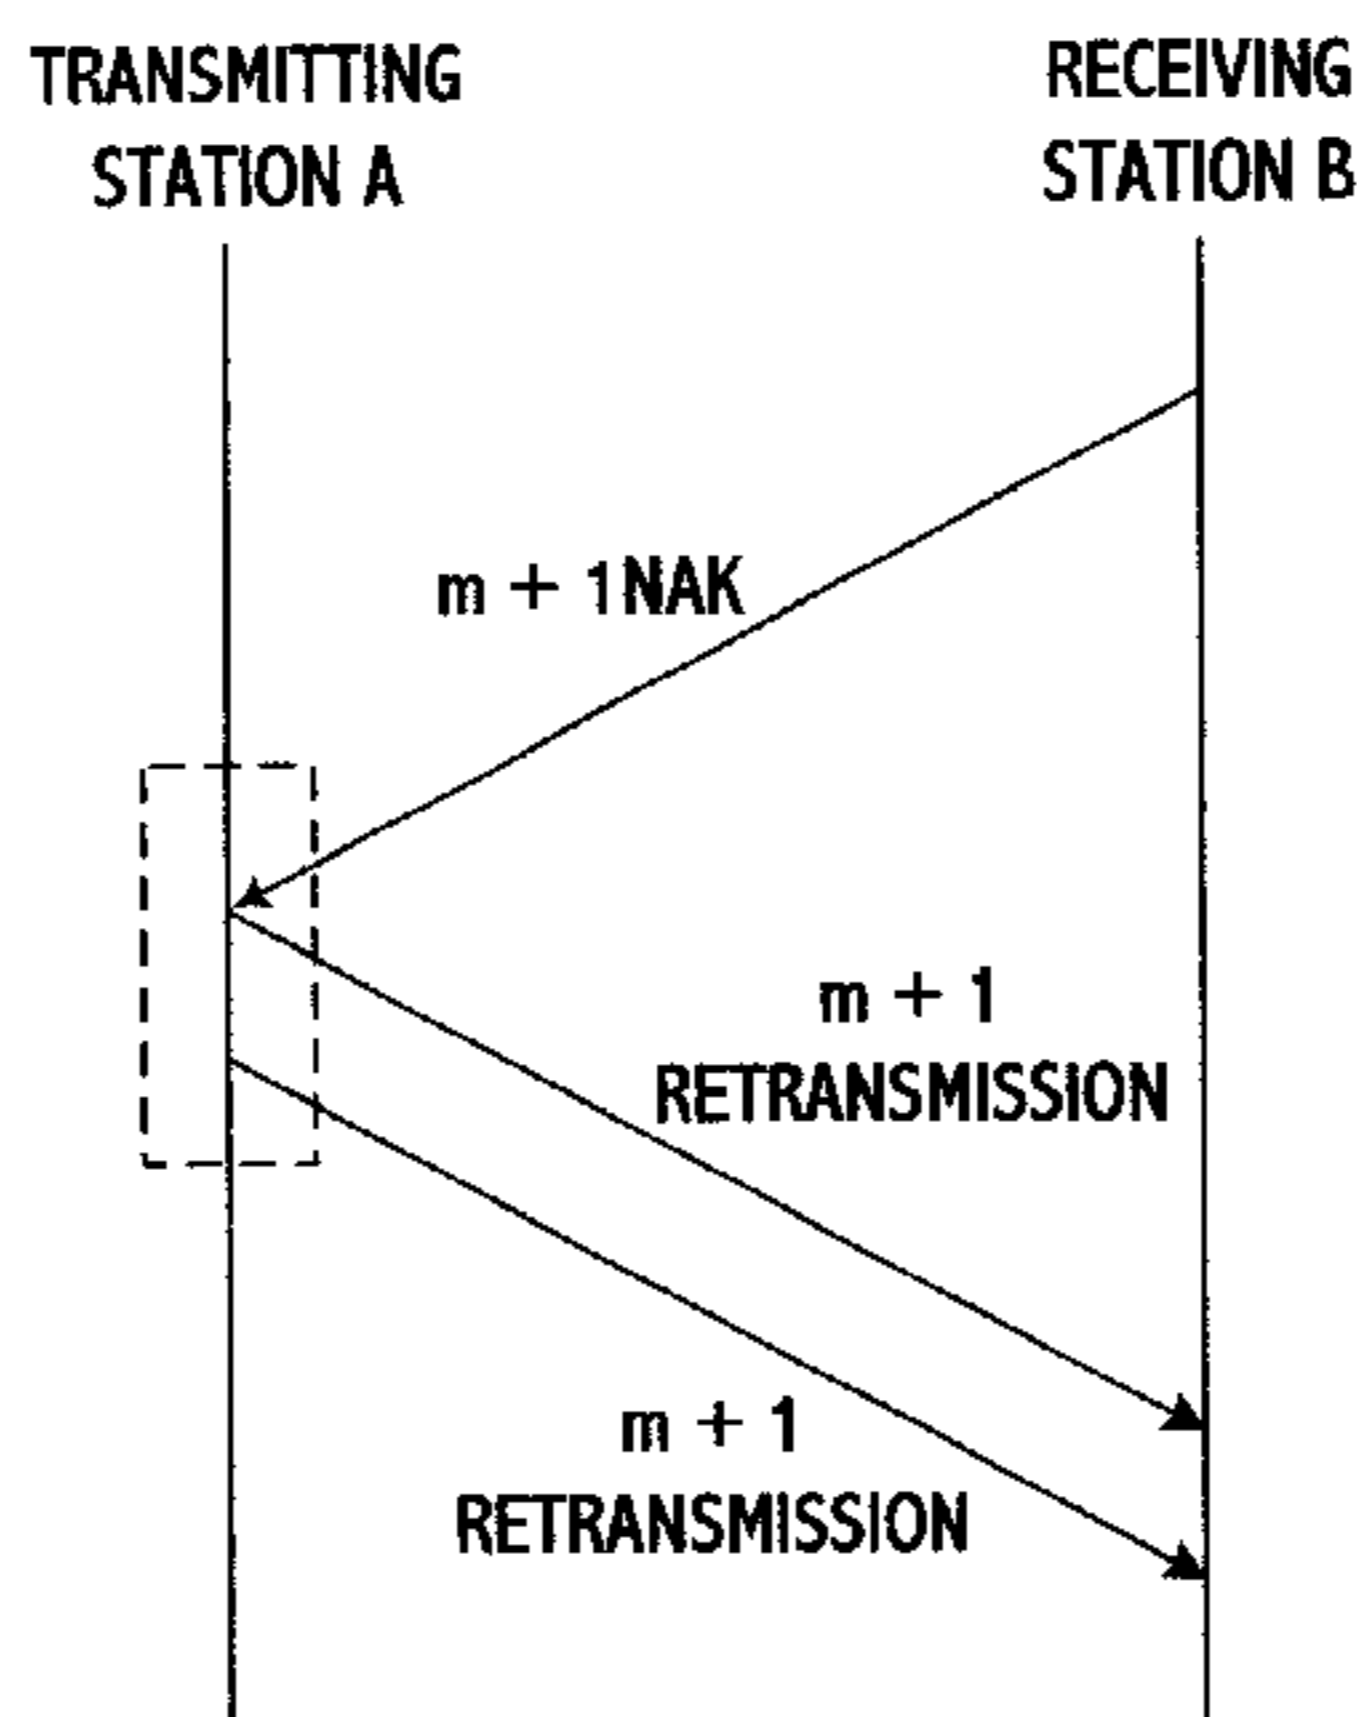 TRANSMITTING
STATION A
RECEIVING
STATION B
m + 1NAK
m + 1
RETRANSMISSION
m + 1
RETRANSMISSION